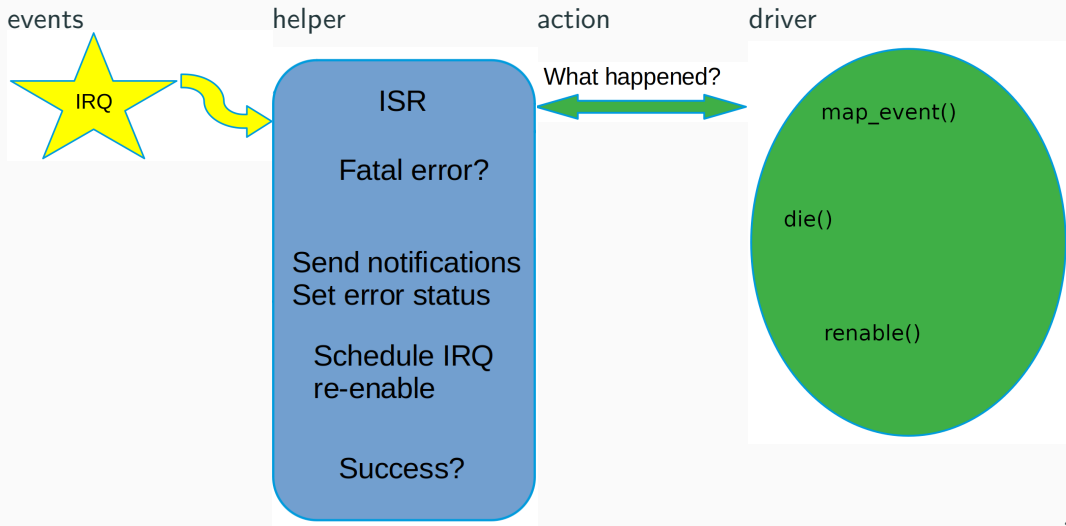 events
helper
action
driver
IRQ
ISR
What happened?
map_event()
Fatal error?
die()
Send notifications
Set error status
renable()
Schedule IRQ
re-enable
Success?